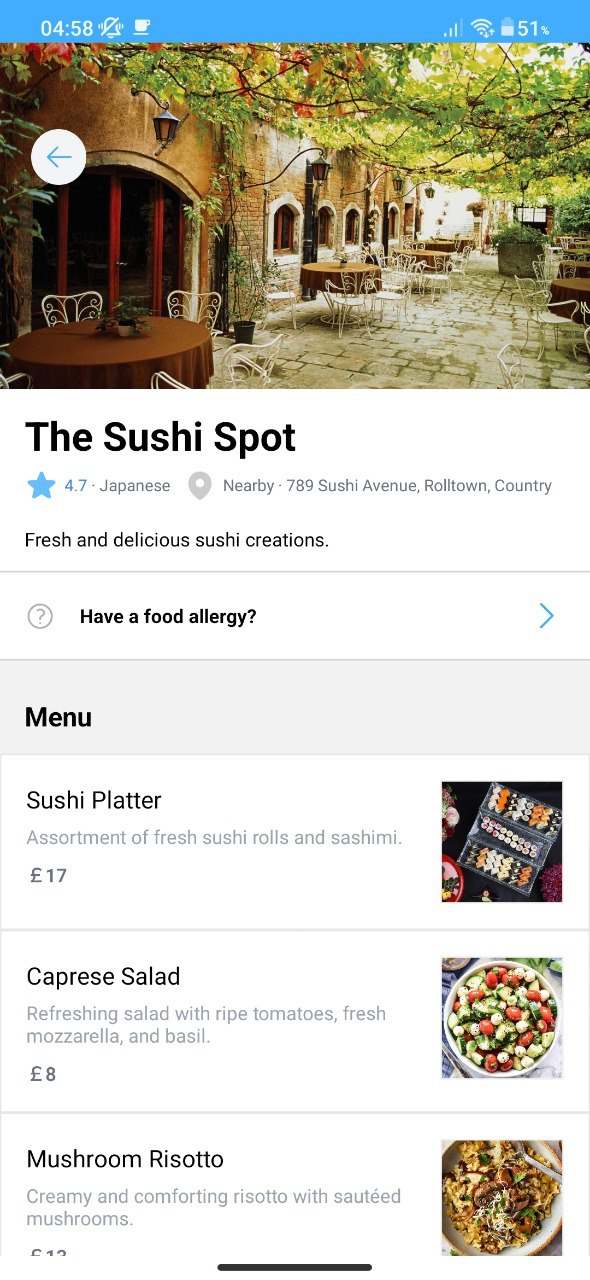 04:58 51%
The Sushi Spot
4.7 · Japanese Nearby · 789 Sushi Avenue, Rolltown, Country
Fresh and delicious sushi creations.
? Have a food allergy?
Menu
Sushi Platter
Assortment of fresh sushi rolls and sashimi.
£17
Caprese Salad
Refreshing salad with ripe tomatoes, fresh
mozzarella, and basil.
£8
Mushroom Risotto
Creamy and comforting risotto with sautéed
mushrooms.